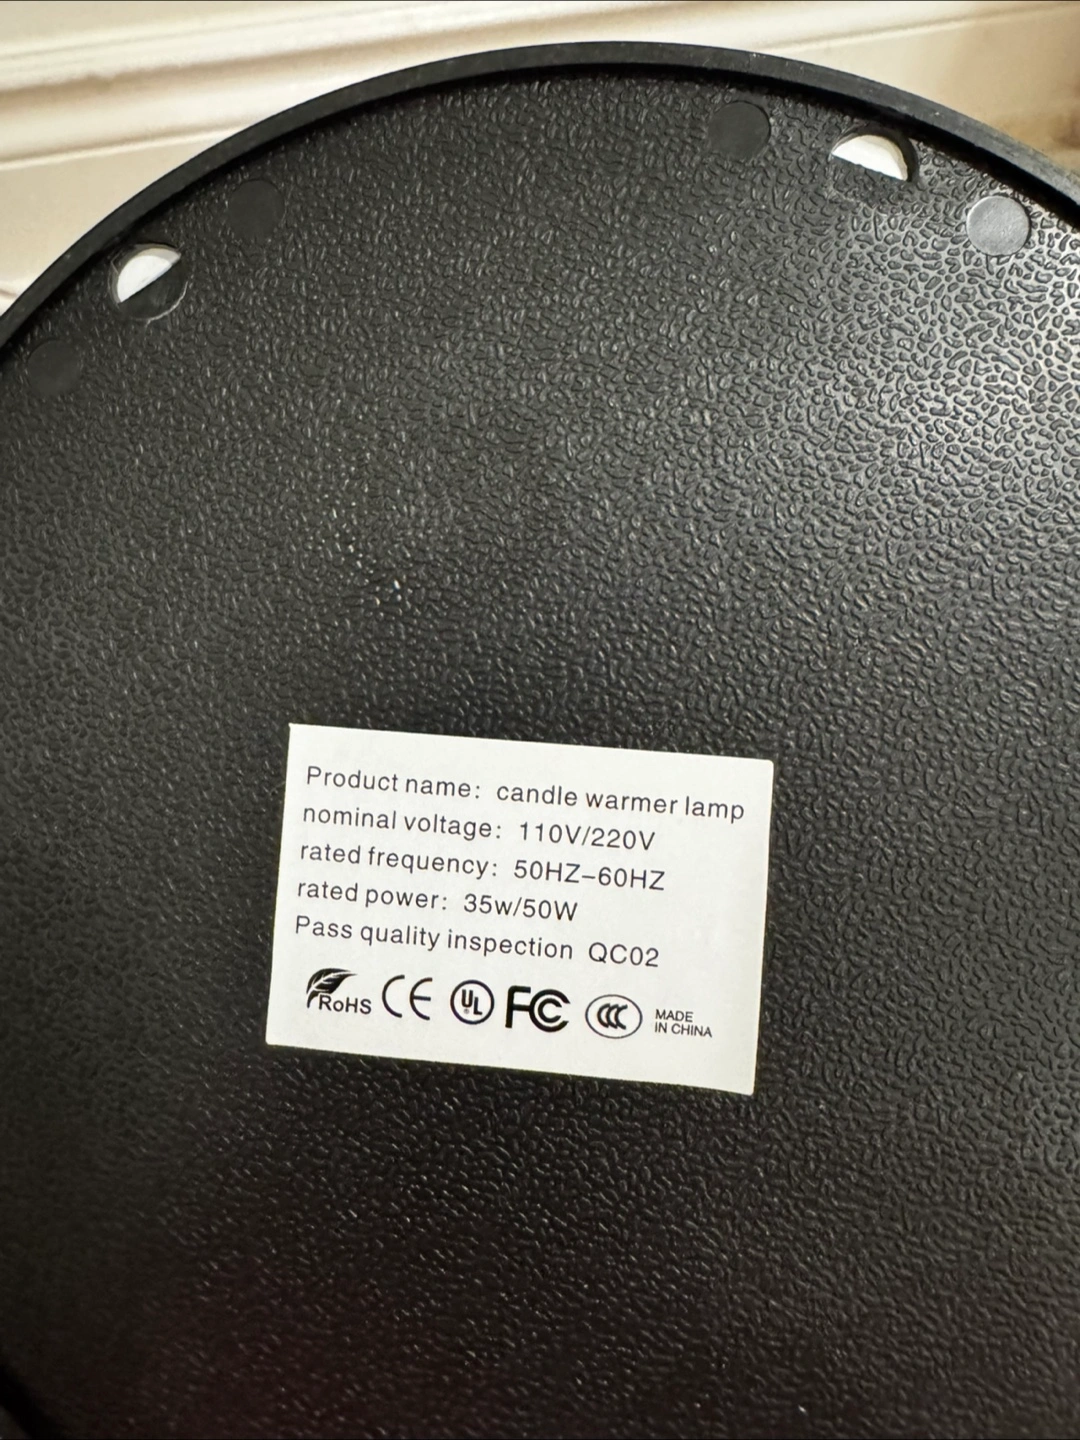 Product name: candle warmer lamp
nominal voltage: 110V/220V
rated frequency: 50HZ-60HZ
rated power: 35w/50W
Pass quality inspection QC02
RoHS CE UL FC CCC MADE
IN CHINA